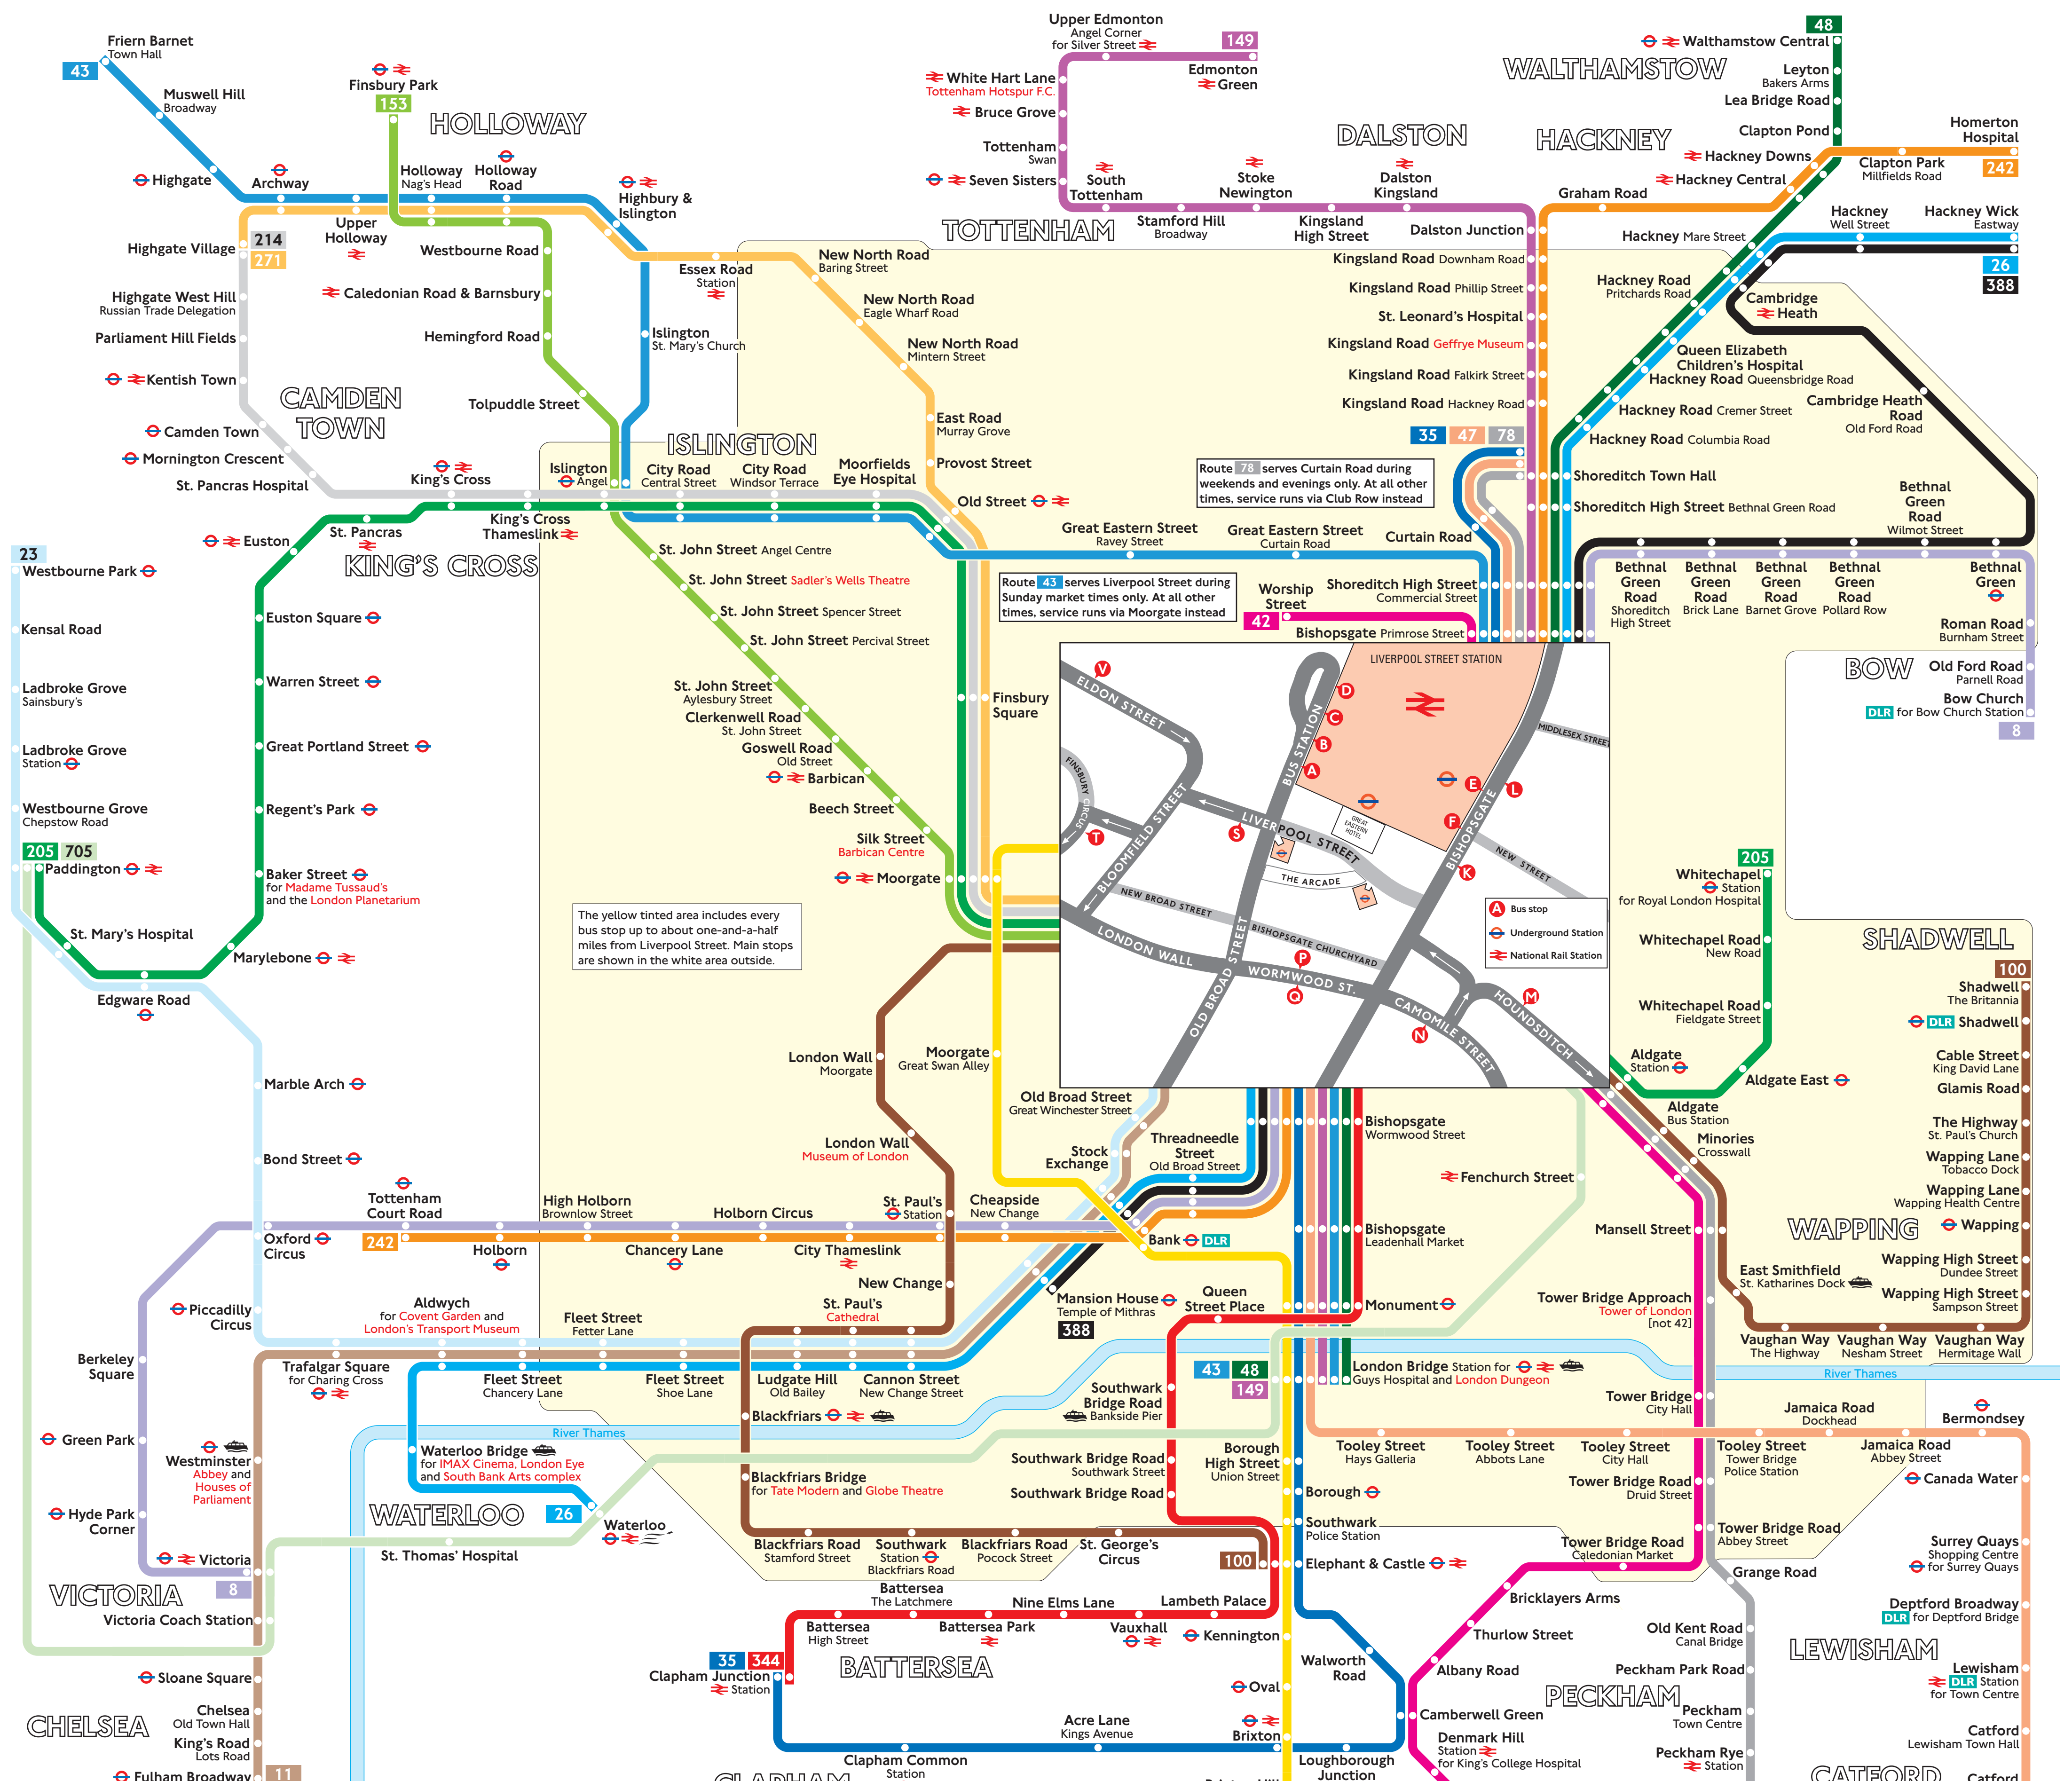 Friern Barnet
Town Hall
43
Muswell Hill
Broadway
Highgate
Archway
Finsbury Park
153
HOLLOWAY
Holloway
Nag's Head
Holloway
Road
Highbury &
Islington
Upper
Holloway
Highgate Village
214
271
Westbourne Road
Highgate West Hill
Russian Trade Delegation
Caledonian Road & Barnsbury
Parliament Hill Fields
Hemingford Road
Kentish Town
CAMDEN
TOWN
Tolpuddle Street
Camden Town
Mornington Crescent
St. Pancras Hospital
Essex Road
Station
Islington
St. Mary's Church
New North Road
Baring Street
New North Road
Eagle Wharf Road
New North Road
Mintern Street
East Road
Murray Grove
Provost Street
Old Street
ISLINGTON
King's Cross
Islington
Angel
City Road
Central Street
City Road
Windsor Terrace
Moorfields
Eye Hospital
King's Cross
Thameslink
St. Pancras
Euston
KING'S CROSS
Upper Edmonton
Angel Corner
for Silver Street
149
Edmonton
Green
White Hart Lane
Tottenham Hotspur F.C.
Bruce Grove
Tottenham
Swan
Seven Sisters
South
Tottenham
Stamford Hill
Broadway
Stoke
Newington
Kingsland
High Street
DALSTON
Dalston
Kingsland
TOTTENHAM
Dalston Junction
Kingsland Road Downham Road
Kingsland Road Phillip Street
St. Leonard's Hospital
Kingsland Road Geffrye Museum
Kingsland Road Falkirk Street
Kingsland Road Hackney Road
35 47 78
Route 78 serves Curtain Road during
weekends and evenings only. At all other
times, service runs via Club Row instead
48
Walthamstow Central
WALTHAMSTOW
Leyton
Bakers Arms
Lea Bridge Road
Clapton Pond
HACKNEY
Hackney Downs
Hackney Central
Graham Road
Homerton
Hospital
242
Clapton Park
Millfields Road
Hackney Mare Street
Hackney
Well Street
Hackney Wick
Eastway
26
388
Hackney Road
Pritchards Road
Cambridge
Heath
Queen Elizabeth
Children's Hospital
Hackney Road Queensbridge Road
Hackney Road Cremer Street
Hackney Road Columbia Road
Cambridge Heath
Road
Old Ford Road
Shoreditch Town Hall
Shoreditch High Street Bethnal Green Road
Bethnal
Green
Road
Wilmot Street
Bethnal
Green
Road
Shoreditch
High Street
Bethnal
Green
Road
Brick Lane
Bethnal
Green
Road
Barnet Grove
Bethnal
Green
Road
Pollard Row
Bethnal
Green
Roman Road
Burnham Street
BOW
Old Ford Road
Parnell Road
Bow Church
DLR for Bow Church Station
8
Great Eastern Street
Ravey Street
Great Eastern Street
Curtain Road
Curtain Road
Route 43 serves Liverpool Street during
Sunday market times only. At all other
times, service runs via Moorgate instead
Worship
Street
42
Shoreditch High Street
Commercial Street
Bishopsgate Primrose Street
23
Westbourne Park
Kensal Road
Ladbroke Grove
Sainsbury's
Ladbroke Grove
Station
Westbourne Grove
Chepstow Road
205 705
Paddington
St. Mary's Hospital
Marylebone
Edgware Road
Euston Square
Warren Street
Great Portland Street
Regent's Park
Baker Street
for Madame Tussaud's
and the London Planetarium
St. John Street Angel Centre
St. John Street Sadler's Wells Theatre
St. John Street Spencer Street
St. John Street Percival Street
St. John Street
Aylesbury Street
Clerkenwell Road
St. John Street
Goswell Road
Old Street
Barbican
Beech Street
Silk Street
Barbican Centre
Moorgate
Finsbury
Square
The yellow tinted area includes every
bus stop up to about one-and-a-half
miles from Liverpool Street. Main stops
are shown in the white area outside.
LIVERPOOL STREET STATION
V
ELDON STREET
D
C
B
A
BUS STATION
MIDDLESEX STREET
FINSBURY CIRCUS
T
BLOOMFIELD STREET
S
LIVERPOOL STREET
GREAT
EASTERN
HOTEL
E
L
F
K
BISHOPSGATE
NEW STREET
THE ARCADE
NEW BROAD STREET
BISHOPSGATE CHURCHYARD
LONDON WALL
OLD BROAD STREET
WORMWOOD ST.
P
Q
CAMOMILE STREET
N
M
HOUNDSDITCH
A Bus stop
Underground Station
National Rail Station
205
Whitechapel
Station
for Royal London Hospital
Whitechapel Road
New Road
Whitechapel Road
Fieldgate Street
Aldgate
Station
Aldgate East
Aldgate
Bus Station
Minories
Crosswall
SHADWELL
100
Shadwell
The Britannia
DLR Shadwell
Cable Street
King David Lane
Glamis Road
The Highway
St. Paul's Church
Wapping Lane
Tobacco Dock
Wapping Lane
Wapping Health Centre
WAPPING
Wapping
Wapping High Street
Dundee Street
Wapping High Street
Sampson Street
East Smithfield
St. Katharines Dock
Vaughan Way
The Highway
Vaughan Way
Nesham Street
Vaughan Way
Hermitage Wall
River Thames
Marble Arch
Bond Street
Oxford
Circus
Tottenham
Court Road
242
Holborn
High Holborn
Brownlow Street
Chancery Lane
Holborn Circus
City Thameslink
St. Paul's
Station
Cheapside
New Change
London Wall
Moorgate
Moorgate
Great Swan Alley
London Wall
Museum of London
Old Broad Street
Great Winchester Street
Stock
Exchange
Threadneedle
Street
Old Broad Street
Bank DLR
New Change
Bishopsgate
Wormwood Street
Fenchurch Street
Bishopsgate
Leadenhall Market
Mansell Street
Piccadilly
Circus
Aldwych
for Covent Garden and
London's Transport Museum
Fleet Street
Fetter Lane
St. Paul's
Cathedral
Mansion House
Temple of Mithras
388
Queen
Street Place
Monument
Tower Bridge Approach
Tower of London
[not 42]
Berkeley
Square
Trafalgar Square
for Charing Cross
Fleet Street
Chancery Lane
Fleet Street
Shoe Lane
Ludgate Hill
Old Bailey
Cannon Street
New Change Street
43 48
149
London Bridge Station for
Guys Hospital and London Dungeon
Southwark
Bridge Road
Bankside Pier
Tower Bridge
City Hall
Jamaica Road
Dockhead
Bermondsey
Blackfriars
River Thames
Green Park
Westminster
Abbey and
Houses of
Parliament
Waterloo Bridge
for IMAX Cinema, London Eye
and South Bank Arts complex
Blackfriars Bridge
for Tate Modern and Globe Theatre
Southwark Bridge Road
Southwark Street
Southwark Bridge Road
Borough
High Street
Union Street
Tooley Street
Hays Galleria
Tooley Street
Abbots Lane
Tooley Street
City Hall
Tooley Street
Tower Bridge
Police Station
Jamaica Road
Abbey Street
Canada Water
Tower Bridge Road
Druid Street
Borough
Hyde Park
Corner
WATERLOO
26
Waterloo
Southwark
Police Station
Tower Bridge Road
Abbey Street
Tower Bridge Road
Caledonian Market
Surrey Quays
Shopping Centre
for Surrey Quays
St. Thomas' Hospital
Victoria
8
VICTORIA
Victoria Coach Station
Blackfriars Road
Stamford Street
Southwark
Station
Blackfriars Road
Blackfriars Road
Pocock Street
St. George's
Circus
100
Elephant & Castle
Bricklayers Arms
Grange Road
Deptford Broadway
DLR for Deptford Bridge
Battersea
The Latchmere
Nine Elms Lane
Lambeth Palace
Battersea
High Street
Battersea Park
Vauxhall
Kennington
Thurlow Street
Old Kent Road
Canal Bridge
LEWISHAM
35 344
Clapham Junction
Station
BATTERSEA
Walworth
Road
Albany Road
Peckham Park Road
Lewisham
DLR Station
for Town Centre
Sloane Square
Oval
PECKHAM
Chelsea
Old Town Hall
CHELSEA
Acre Lane
Kings Avenue
Brixton
Camberwell Green
Peckham
Town Centre
Catford
Lewisham Town Hall
King's Road
Lots Road
Clapham Common
Station
Loughborough
Junction
Denmark Hill
Station
for King's College Hospital
Peckham Rye
Station
Fulham Broadway
11
CLAPHAM
CATFORD
Catford